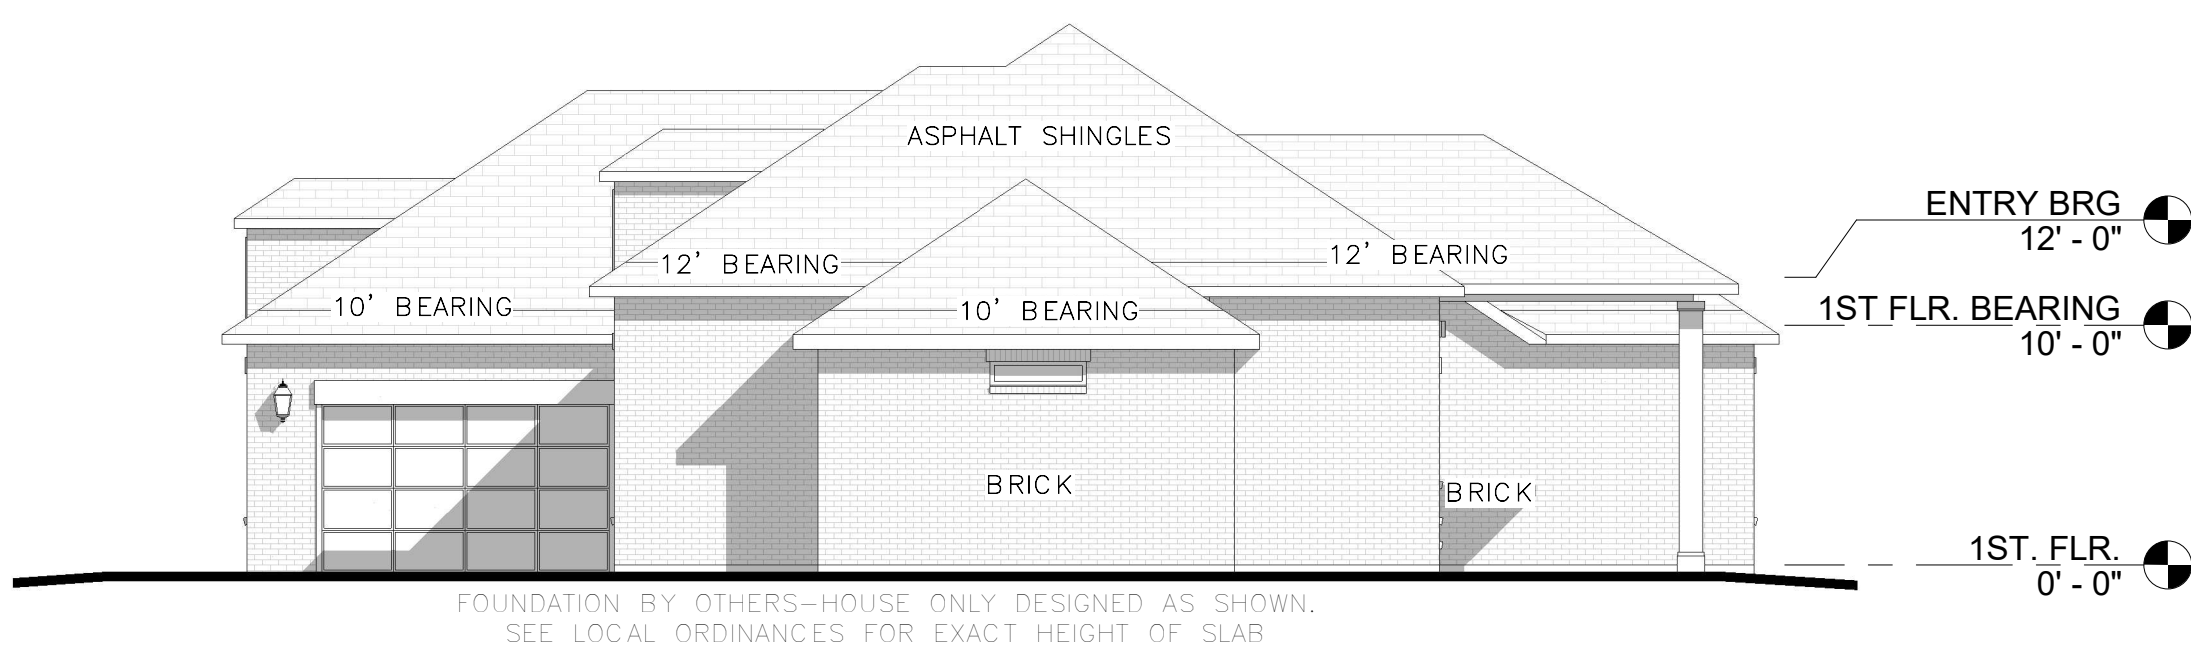 ASPHALT SHINGLES
ENTRY BRG
12' - 0"
12' BEARING
12' BEARING
10' BEARING
10' BEARING
1ST FLR. BEARING
10' - 0"
BRICK
BRICK
1ST. FLR.
0' - 0"
FOUNDATION BY OTHERS-HOUSE ONLY DESIGNED AS SHOWN.
SEE LOCAL ORDINANCES FOR EXACT HEIGHT OF SLAB